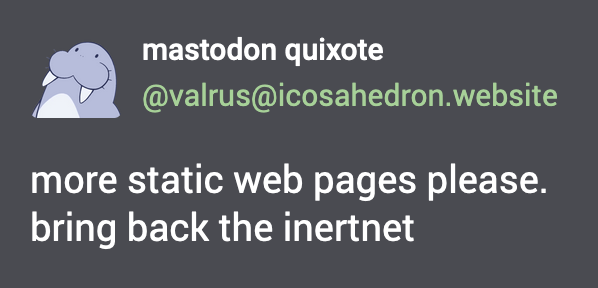 mastodon quixote
@valrus@icosahedron.website
more static web pages please.
bring back the inertnet